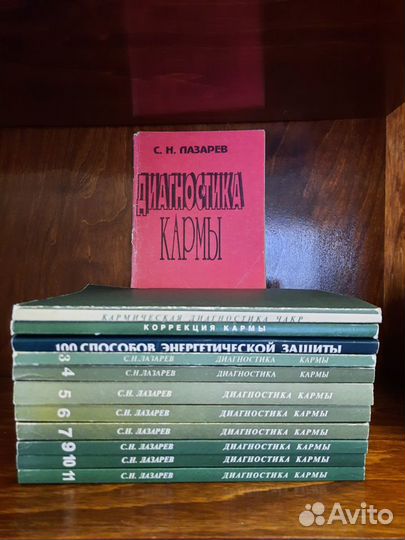 С. Н. ЛАЗАРЕВ
ДИАГНОСТИКА
КАРМЫ
КАРМИЧЕСКАЯ ДИАГНОСТИКА ЧАКР
КОРРЕКЦИЯ КАРМЫ
100 СПОСОБОВ ЭНЕРГЕТИЧЕСКОЙ ЗАЩИТЫ
3 С.Н.ЛАЗАРЕВ ДИАГНОСТИКА КАРМЫ
4 С.Н.ЛАЗАРЕВ ДИАГНОСТИКА КАРМЫ
5 С.Н. ЛАЗАРЕВ ДИАГНОСТИКА КАРМЫ
6 С.Н. ЛАЗАРЕВ ДИАГНОСТИКА КАРМЫ
7 С.Н. ЛАЗАРЕВ ДИАГНОСТИКА КАРМЫ
9 С.Н. ЛАЗАРЕВ ДИАГНОСТИКА КАРМЫ
10 С.Н. ЛАЗАРЕВ ДИАГНОСТИКА КАРМЫ
11 С.Н. ЛАЗАРЕВ ДИАГНОСТИКА КАРМЫ
Avito